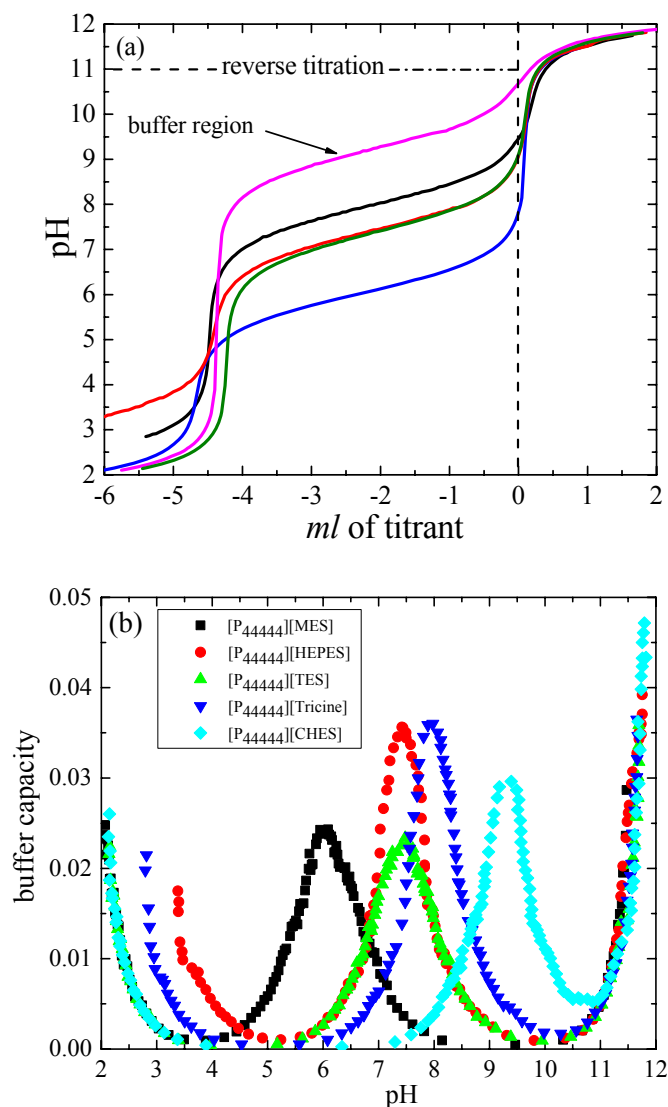 (a)
12
11
10
9
8
7
6
5
4
3
2
pH
reverse titration
buffer region
-6 -5 -4 -3 -2 -1 0 1 2
ml of titrant
(b)
0.05
0.04
0.03
0.02
0.01
0.00
buffer capacity
[P44444][MES]
[P44444][HEPES]
[P44444][TES]
[P44444][Tricine]
[P44444][CHES]
2 3 4 5 6 7 8 9 10 11 12
pH